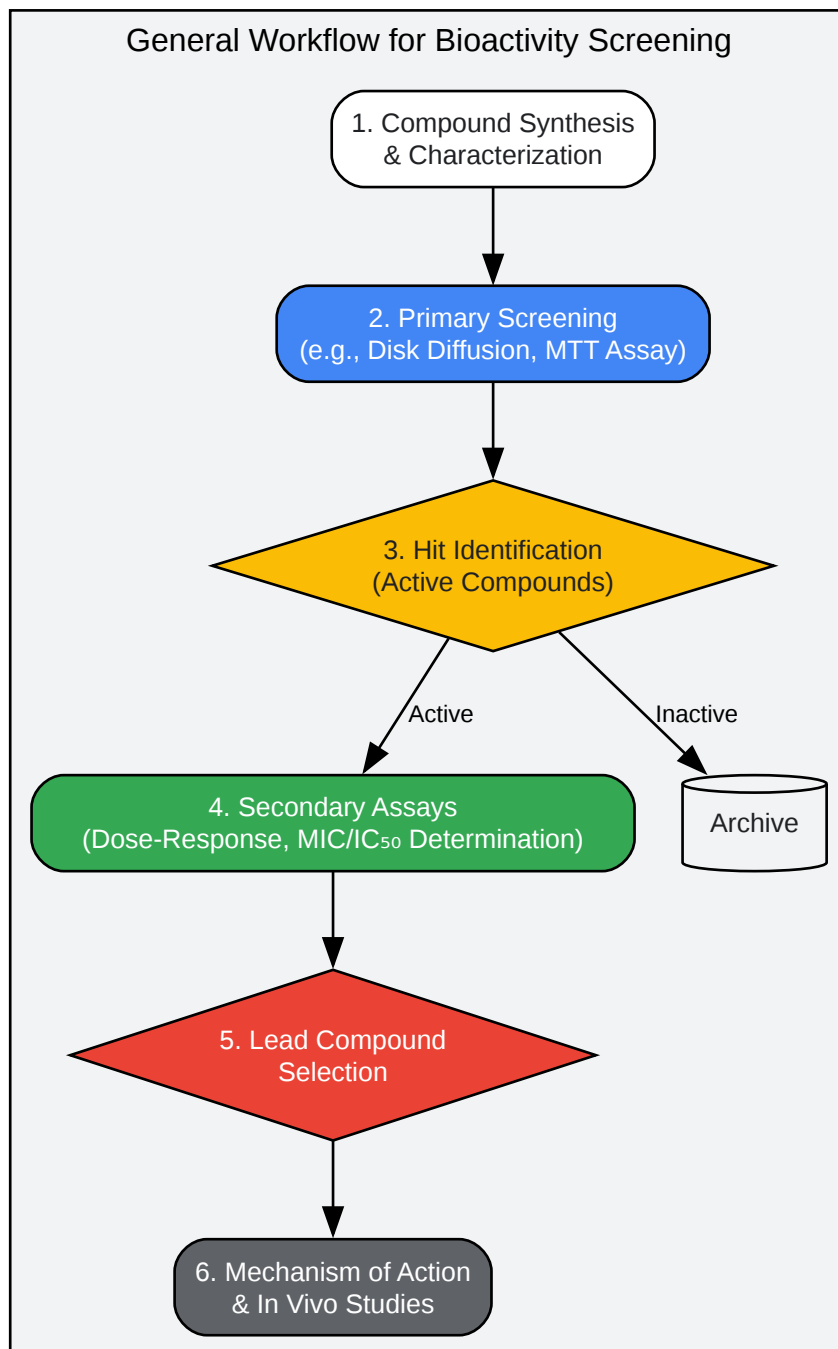 General Workflow for Bioactivity Screening
1. Compound Synthesis
& Characterization
2. Primary Screening
(e.g., Disk Diffusion, MTT Assay)
3. Hit Identification
(Active Compounds)
Active
Inactive
4. Secondary Assays
(Dose-Response, MIC/IC₅₀ Determination)
Archive
5. Lead Compound
Selection
6. Mechanism of Action
& In Vivo Studies